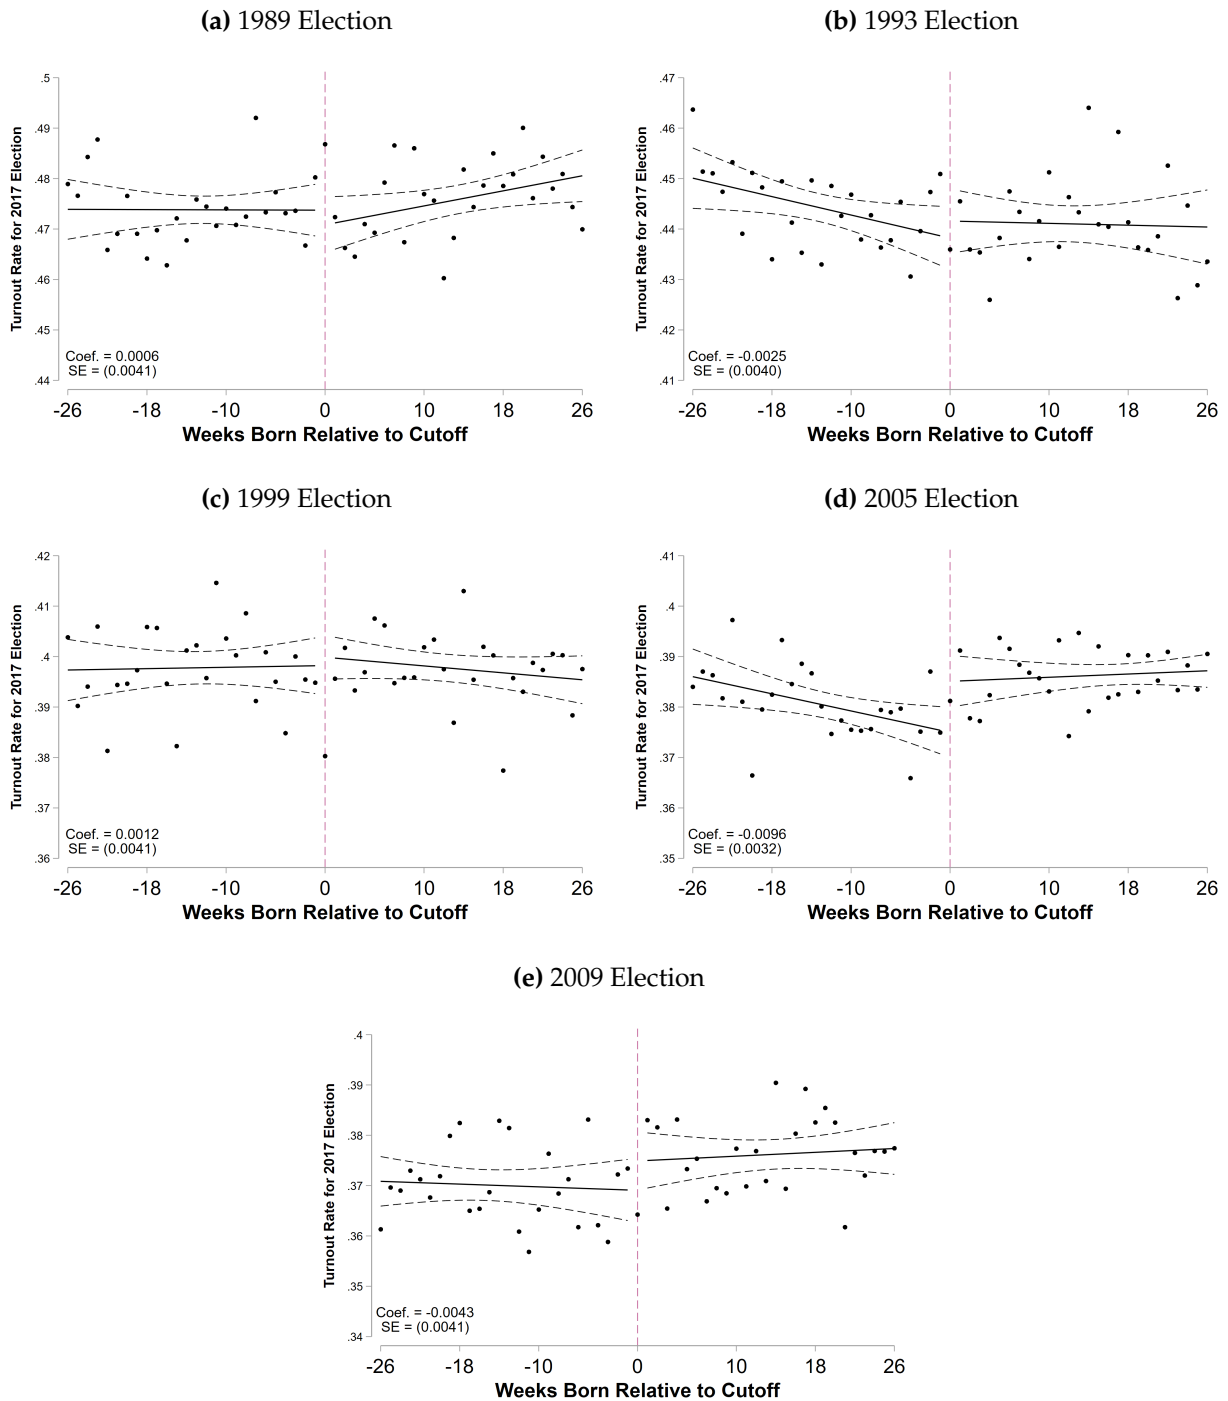 (a) 1989 Election
Turnout Rate for 2017 Election
.5
.49
.48
.47
.46
.45
.44
Coef. = 0.0006
SE = (0.0041)
-26 -18 -10 0 10 18 26
Weeks Born Relative to Cutoff
(b) 1993 Election
Turnout Rate for 2017 Election
.47
.46
.45
.44
.43
.42
.41
Coef. = -0.0025
SE = (0.0040)
-26 -18 -10 0 10 18 26
Weeks Born Relative to Cutoff
(c) 1999 Election
Turnout Rate for 2017 Election
.42
.41
.4
.39
.38
.37
.36
Coef. = 0.0012
SE = (0.0041)
-26 -18 -10 0 10 18 26
Weeks Born Relative to Cutoff
(d) 2005 Election
Turnout Rate for 2017 Election
.41
.4
.39
.38
.37
.36
.35
Coef. = -0.0096
SE = (0.0032)
-26 -18 -10 0 10 18 26
Weeks Born Relative to Cutoff
(e) 2009 Election
Turnout Rate for 2017 Election
.4
.39
.38
.37
.36
.35
.34
Coef. = -0.0043
SE = (0.0041)
-26 -18 -10 0 10 18 26
Weeks Born Relative to Cutoff